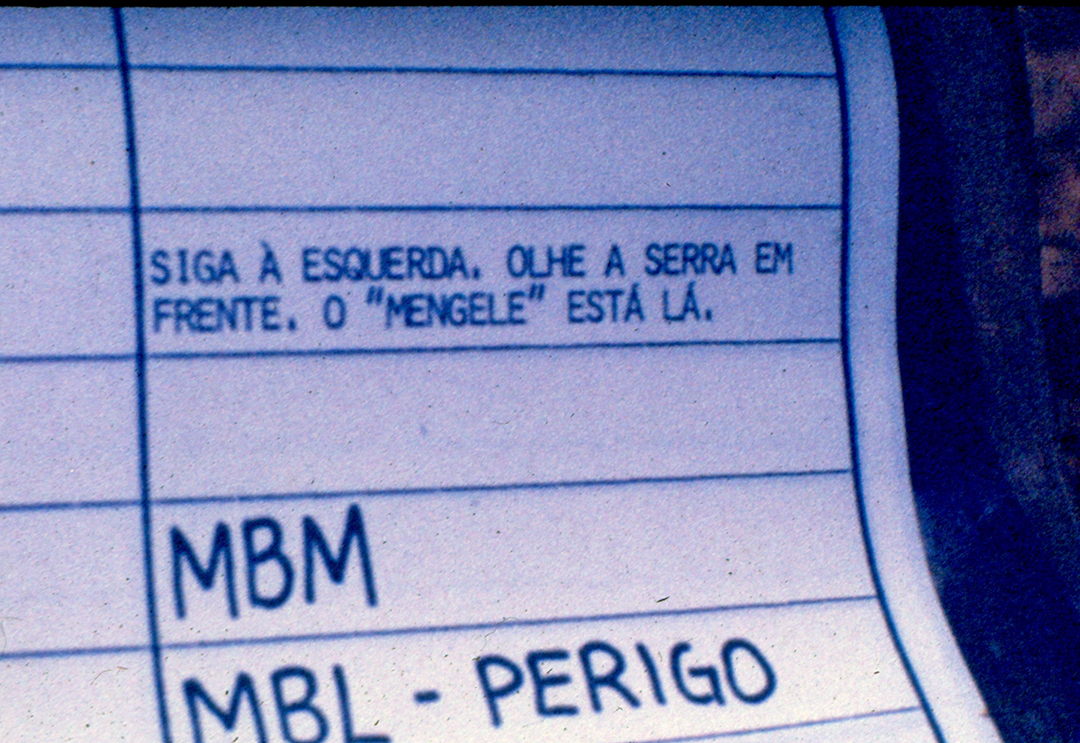 SIGA À ESQUERDA. OLHE A SERRA EM
FRENTE. O "MENGELE" ESTÁ LÁ.
MBM
MBL - PERIGO